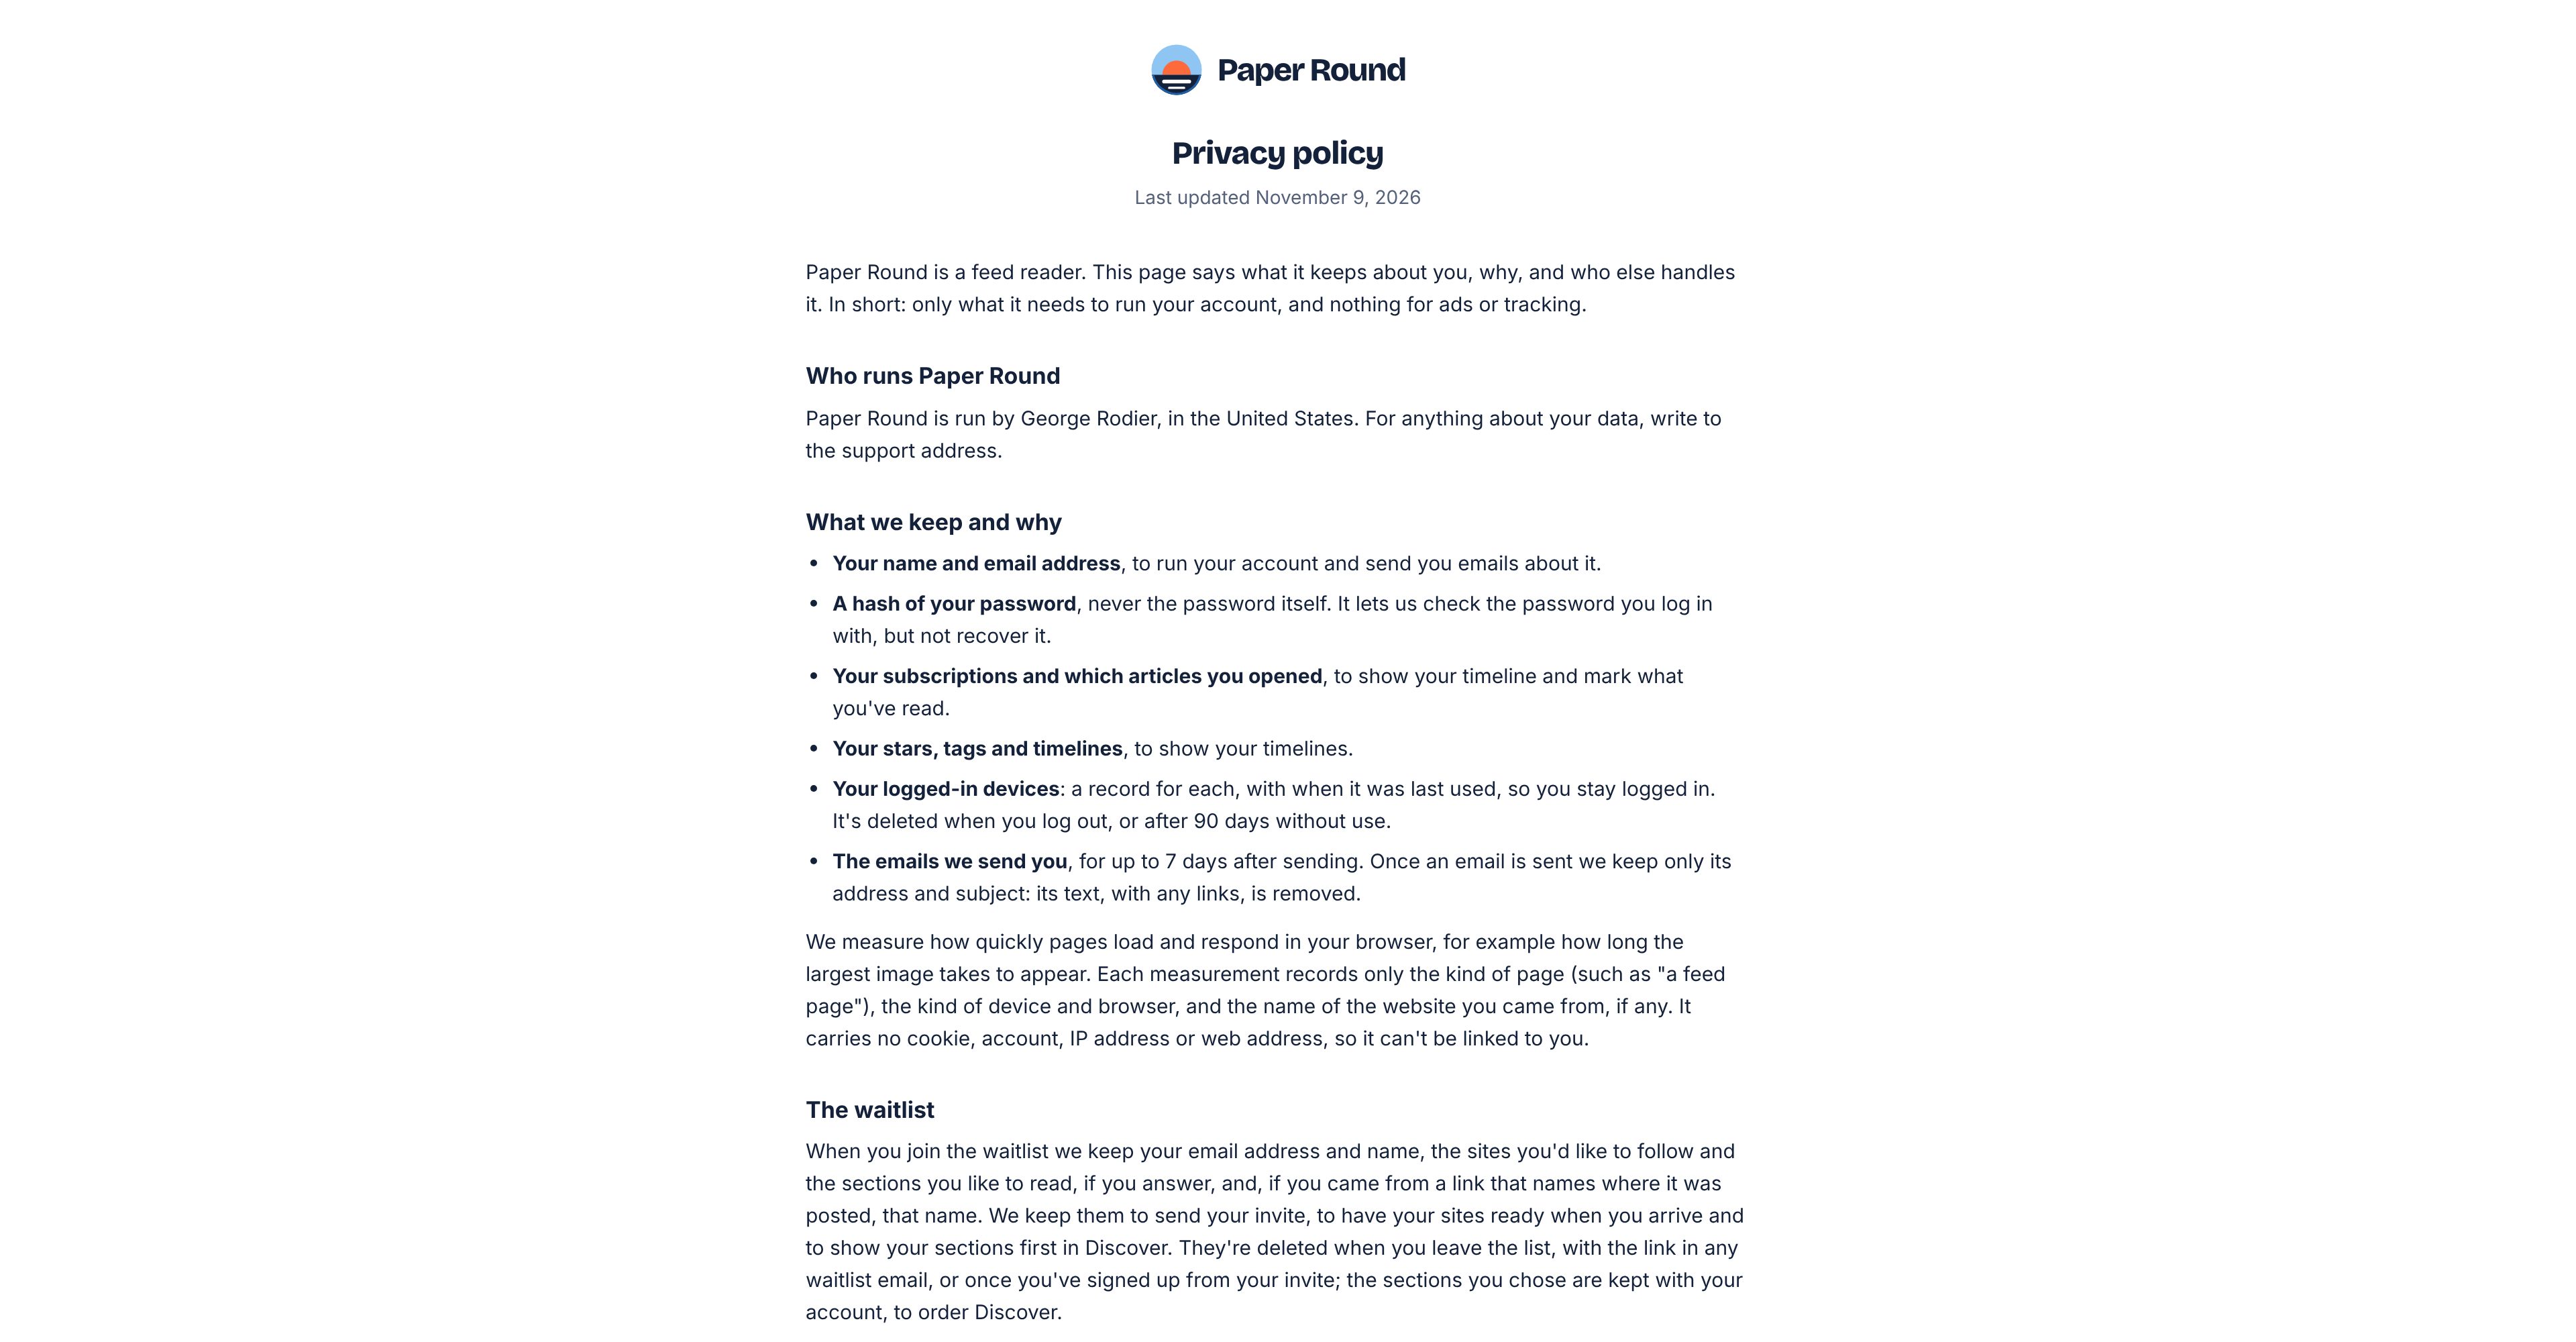 Paper Round
Privacy policy
Last updated November 9, 2026
Paper Round is a feed reader. This page says what it keeps about you, why, and who else handles
it. In short: only what it needs to run your account, and nothing for ads or tracking.
Who runs Paper Round
Paper Round is run by George Rodier, in the United States. For anything about your data, write to
the support address.
What we keep and why
• Your name and email address, to run your account and send you emails about it.
• A hash of your password, never the password itself. It lets us check the password you log in
with, but not recover it.
• Your subscriptions and which articles you opened, to show your timeline and mark what
you've read.
• Your stars, tags and timelines, to show your timelines.
• Your logged-in devices: a record for each, with when it was last used, so you stay logged in.
It's deleted when you log out, or after 90 days without use.
• The emails we send you, for up to 7 days after sending. Once an email is sent we keep only its
address and subject: its text, with any links, is removed.
We measure how quickly pages load and respond in your browser, for example how long the
largest image takes to appear. Each measurement records only the kind of page (such as "a feed
page"), the kind of device and browser, and the name of the website you came from, if any. It
carries no cookie, account, IP address or web address, so it can't be linked to you.
The waitlist
When you join the waitlist we keep your email address and name, the sites you'd like to follow and
the sections you like to read, if you answer, and, if you came from a link that names where it was
posted, that name. We keep them to send your invite, to have your sites ready when you arrive and
to show your sections first in Discover. They're deleted when you leave the list, with the link in any
waitlist email, or once you've signed up from your invite; the sections you chose are kept with your
account, to order Discover.